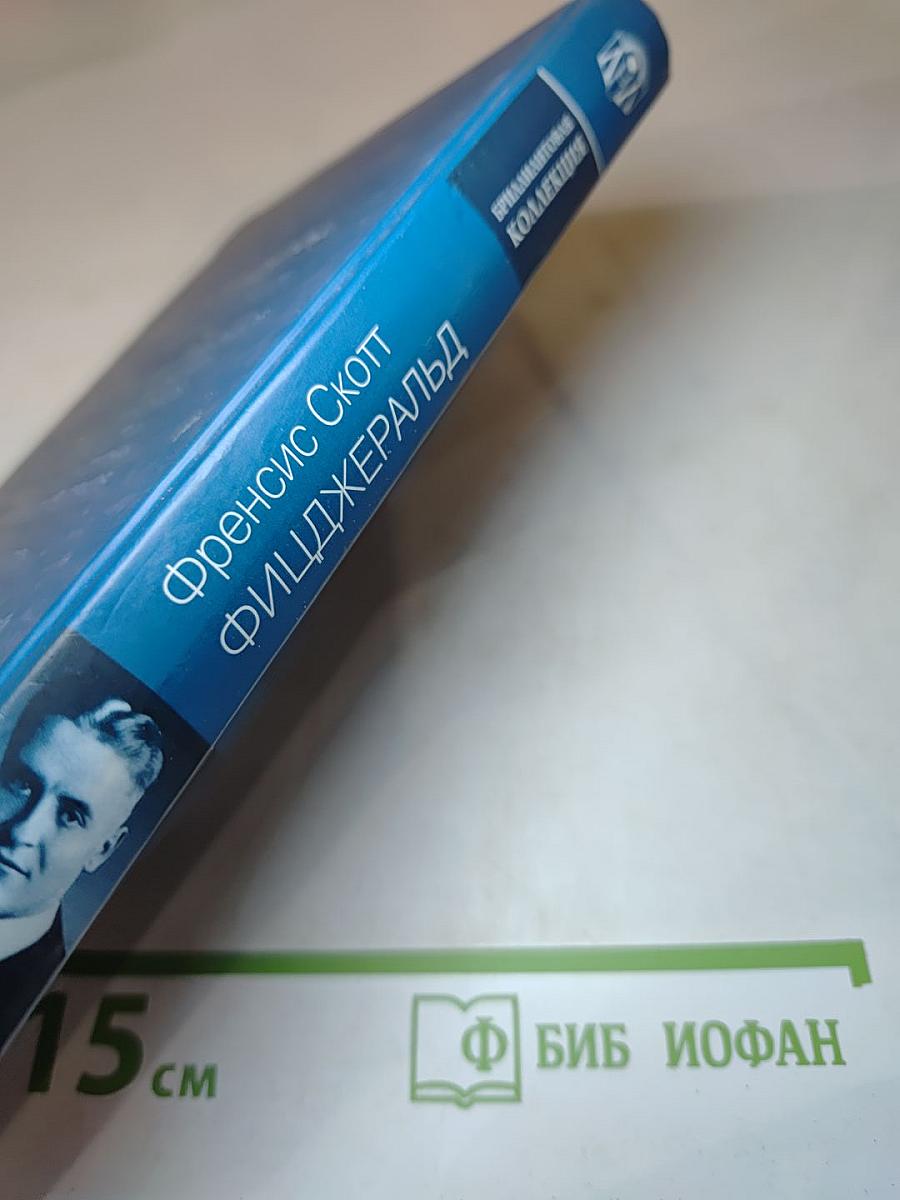 БРИЛЛИАНТОВАЯ
КОЛЛЕКЦИЯ
Френсис Скотт
ФИЦДЖЕРАЛЬД
15 см
Ф БИБ ИОФАН